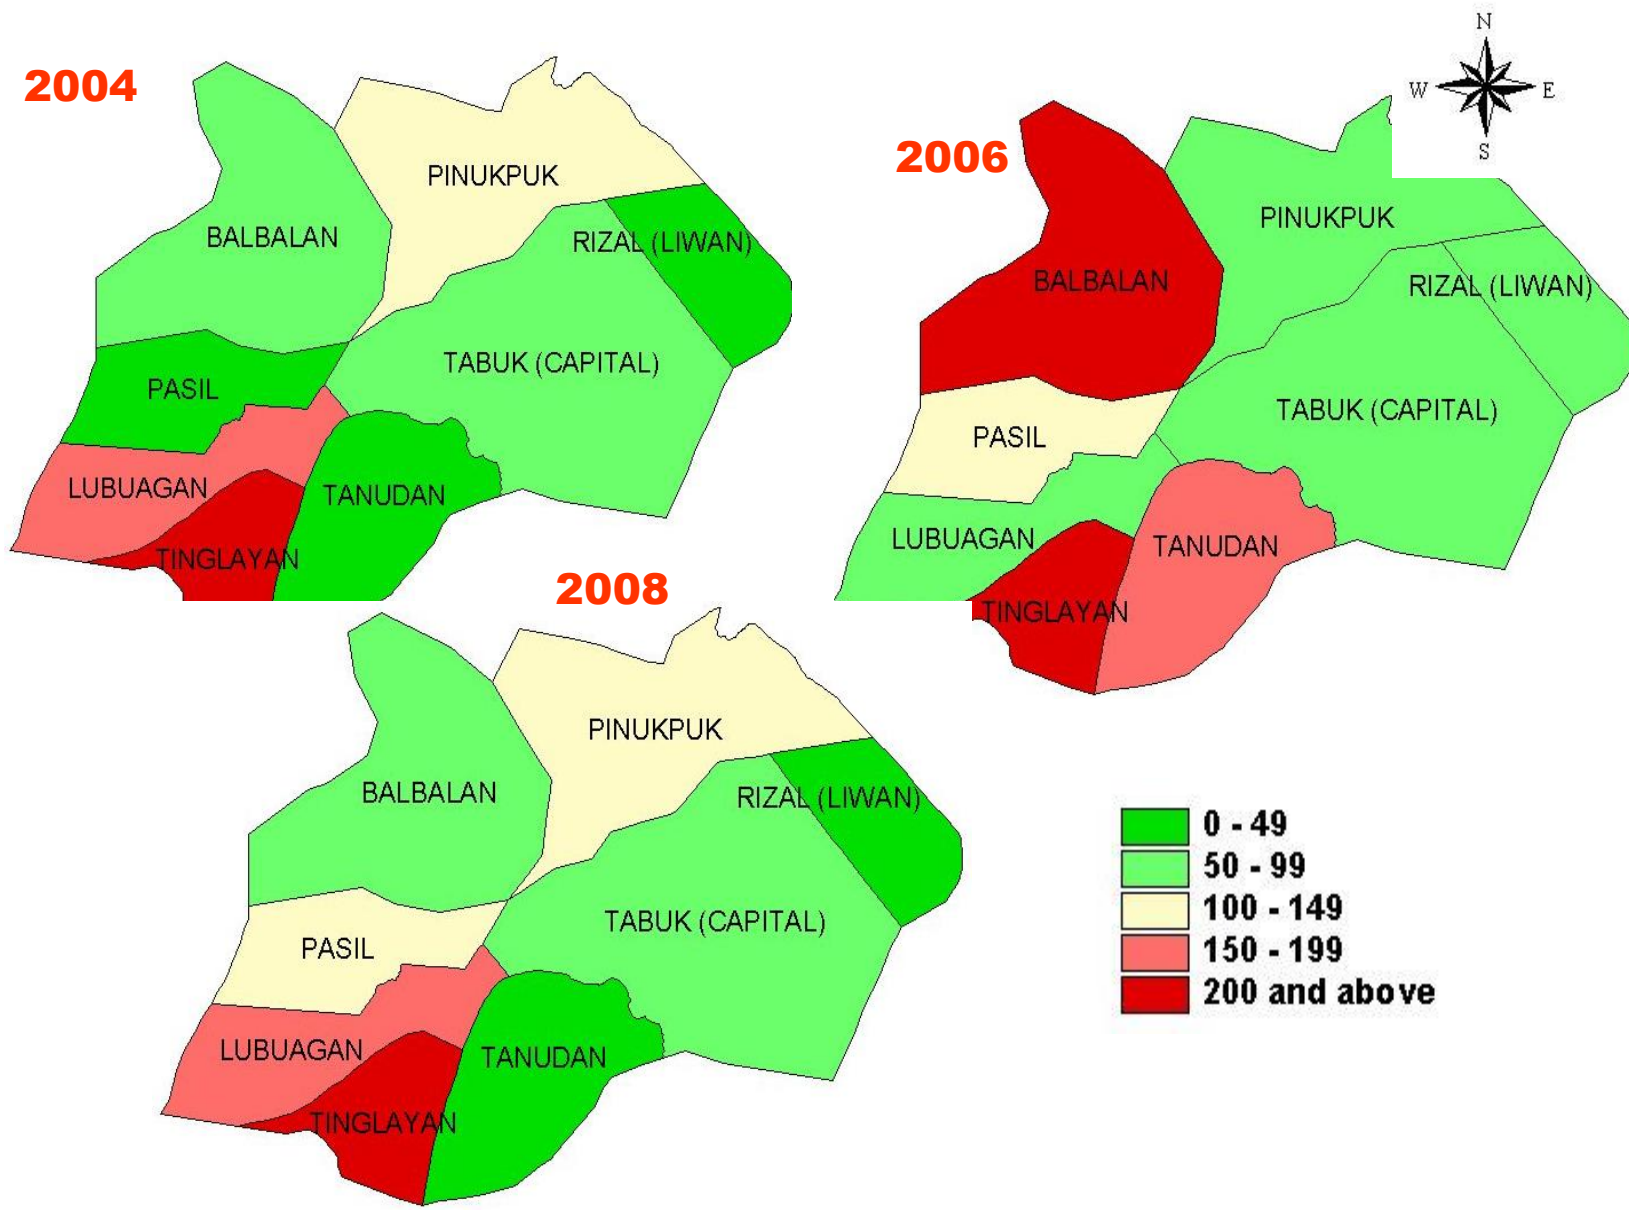 2004
BALBALAN
PINUKPUK
RIZAL (LIWAN)
TABUK (CAPITAL)
PASIL
LUBUAGAN
TANUDAN
TINGLAYAN
N
W E
S
2006
PINUKPUK
BALBALAN
RIZAL (LIWAN)
TABUK (CAPITAL)
PASIL
LUBUAGAN
TANUDAN
TINGLAYAN
2008
PINUKPUK
BALBALAN
RIZAL (LIWAN)
TABUK (CAPITAL)
PASIL
LUBUAGAN
TANUDAN
TINGLAYAN
0 - 49
50 - 99
100 - 149
150 - 199
200 and above